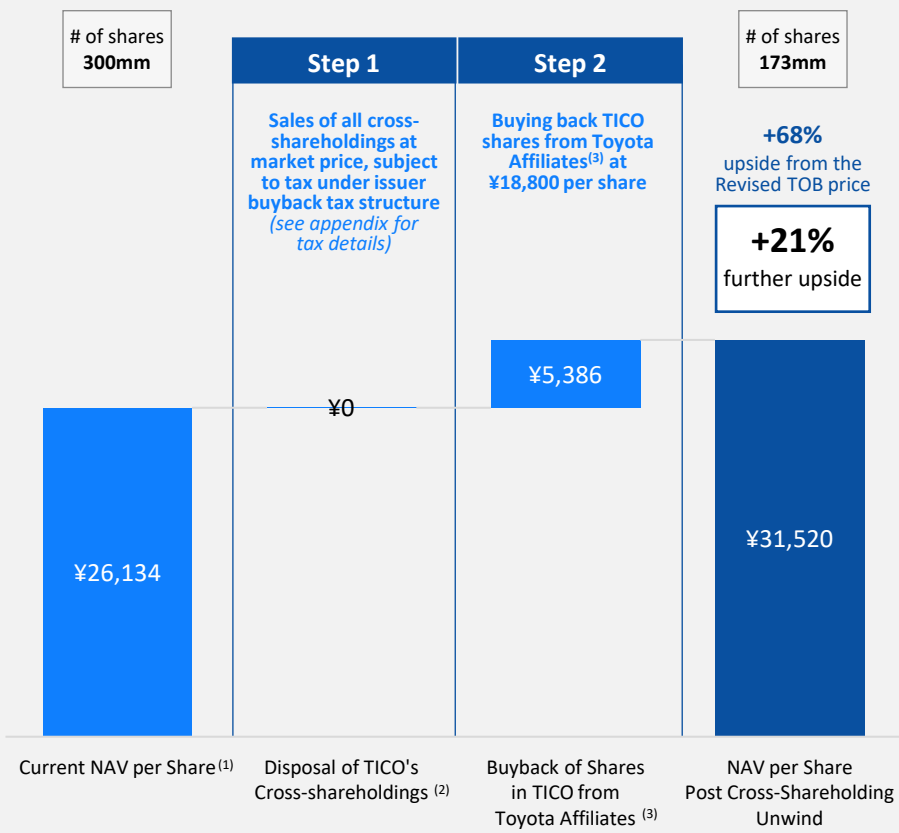 # of shares
300mm
Step 1
Step 2
# of shares
173mm
Sales of all cross-
shareholdings at
market price, subject
to tax under issuer
buyback tax structure
(see appendix for
tax details)
Buying back TICO
shares from Toyota
Affiliates(3) at
¥18,800 per share
+68%
upside from the
Revised TOB price
+21%
further upside
¥26,134
¥0
¥5,386
¥31,520
Current NAV per Share (1)
Disposal of TICO's
Cross-shareholdings (2)
Buyback of Shares
in TICO from
Toyota Affiliates (3)
NAV per Share
Post Cross-Shareholding
Unwind